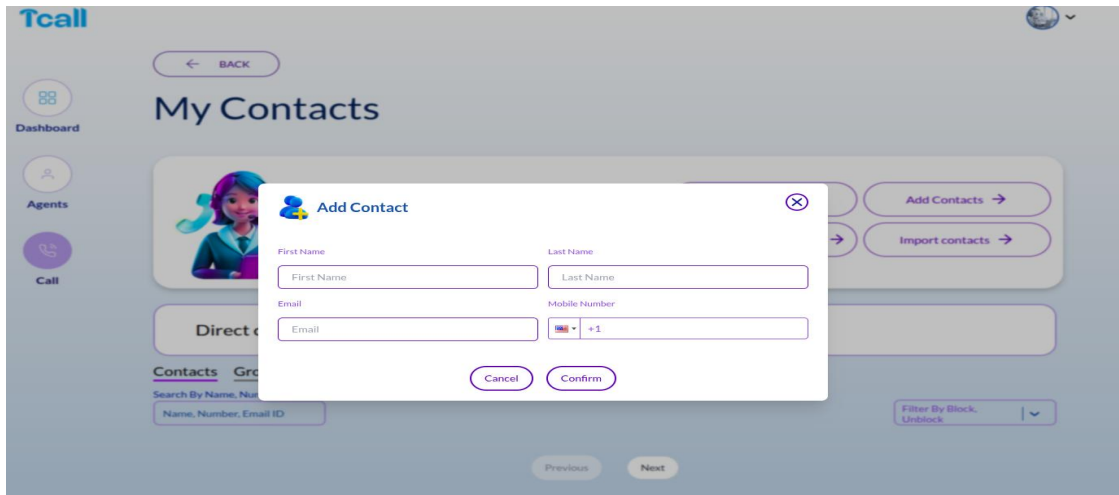 Tcall
BACK
My Contacts
Dashboard
Agents
Call
Add Contacts
Import contacts
Add Contact
First Name
Last Name
First Name
Last Name
Email
Mobile Number
Email
+1
Cancel
Confirm
Direct
Contacts
Search By Name,
Name, Number, Email ID
Filter By Block,
Unblock
Previous
Next